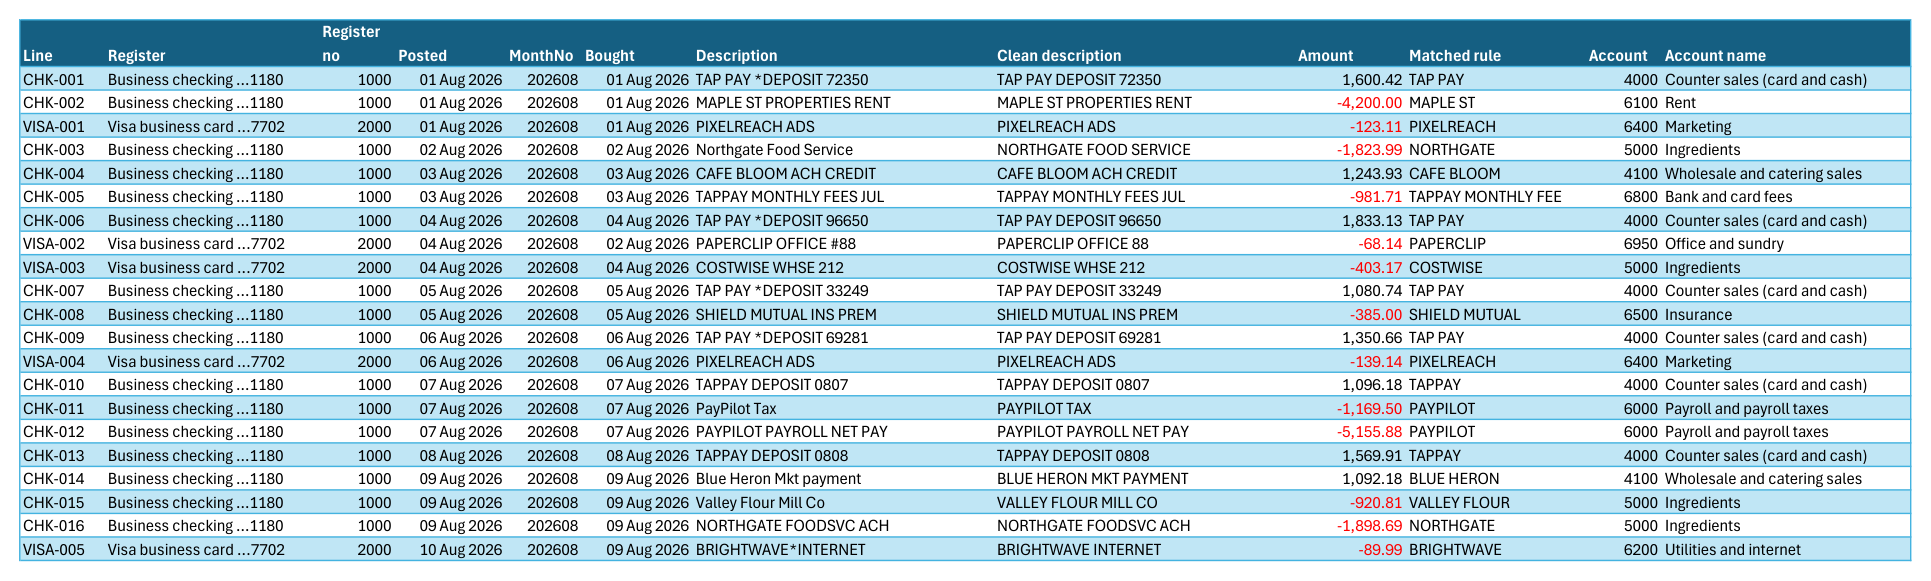 Register
Line Register no Posted MonthNo Bought Description Clean description Amount Matched rule Account Account name
CHK-001 Business checking ...1180 1000 01 Aug 2026 202608 01 Aug 2026 TAP PAY *DEPOSIT 72350 TAP PAY DEPOSIT 72350 1,600.42 TAP PAY 4000 Counter sales (card and cash)
CHK-002 Business checking ...1180 1000 01 Aug 2026 202608 01 Aug 2026 MAPLE ST PROPERTIES RENT MAPLE ST PROPERTIES RENT -4,200.00 MAPLE ST 6100 Rent
VISA-001 Visa business card ...7702 2000 01 Aug 2026 202608 01 Aug 2026 PIXELREACH ADS PIXELREACH ADS -123.11 PIXELREACH 6400 Marketing
CHK-003 Business checking ...1180 1000 02 Aug 2026 202608 02 Aug 2026 Northgate Food Service NORTHGATE FOOD SERVICE -1,823.99 NORTHGATE 5000 Ingredients
CHK-004 Business checking ...1180 1000 03 Aug 2026 202608 03 Aug 2026 CAFE BLOOM ACH CREDIT CAFE BLOOM ACH CREDIT 1,243.93 CAFE BLOOM 4100 Wholesale and catering sales
CHK-005 Business checking ...1180 1000 03 Aug 2026 202608 03 Aug 2026 TAPPAY MONTHLY FEES JUL TAPPAY MONTHLY FEES JUL -981.71 TAPPAY MONTHLY FEE 6800 Bank and card fees
CHK-006 Business checking ...1180 1000 04 Aug 2026 202608 04 Aug 2026 TAP PAY *DEPOSIT 96650 TAP PAY DEPOSIT 96650 1,833.13 TAP PAY 4000 Counter sales (card and cash)
VISA-002 Visa business card ...7702 2000 04 Aug 2026 202608 02 Aug 2026 PAPERCLIP OFFICE #88 PAPERCLIP OFFICE 88 -68.14 PAPERCLIP 6950 Office and sundry
VISA-003 Visa business card ...7702 2000 04 Aug 2026 202608 04 Aug 2026 COSTWISE WHSE 212 COSTWISE WHSE 212 -403.17 COSTWISE 5000 Ingredients
CHK-007 Business checking ...1180 1000 05 Aug 2026 202608 05 Aug 2026 TAP PAY *DEPOSIT 33249 TAP PAY DEPOSIT 33249 1,080.74 TAP PAY 4000 Counter sales (card and cash)
CHK-008 Business checking ...1180 1000 05 Aug 2026 202608 05 Aug 2026 SHIELD MUTUAL INS PREM SHIELD MUTUAL INS PREM -385.00 SHIELD MUTUAL 6500 Insurance
CHK-009 Business checking ...1180 1000 06 Aug 2026 202608 06 Aug 2026 TAP PAY *DEPOSIT 69281 TAP PAY DEPOSIT 69281 1,350.66 TAP PAY 4000 Counter sales (card and cash)
VISA-004 Visa business card ...7702 2000 06 Aug 2026 202608 06 Aug 2026 PIXELREACH ADS PIXELREACH ADS -139.14 PIXELREACH 6400 Marketing
CHK-010 Business checking ...1180 1000 07 Aug 2026 202608 07 Aug 2026 TAPPAY DEPOSIT 0807 TAPPAY DEPOSIT 0807 1,096.18 TAPPAY 4000 Counter sales (card and cash)
CHK-011 Business checking ...1180 1000 07 Aug 2026 202608 07 Aug 2026 PayPilot Tax PAYPILOT TAX -1,169.50 PAYPILOT 6000 Payroll and payroll taxes
CHK-012 Business checking ...1180 1000 07 Aug 2026 202608 07 Aug 2026 PAYPILOT PAYROLL NET PAY PAYPILOT PAYROLL NET PAY -5,155.88 PAYPILOT 6000 Payroll and payroll taxes
CHK-013 Business checking ...1180 1000 08 Aug 2026 202608 08 Aug 2026 TAPPAY DEPOSIT 0808 TAPPAY DEPOSIT 0808 1,569.91 TAPPAY 4000 Counter sales (card and cash)
CHK-014 Business checking ...1180 1000 09 Aug 2026 202608 09 Aug 2026 Blue Heron Mkt payment BLUE HERON MKT PAYMENT 1,092.18 BLUE HERON 4100 Wholesale and catering sales
CHK-015 Business checking ...1180 1000 09 Aug 2026 202608 09 Aug 2026 Valley Flour Mill Co VALLEY FLOUR MILL CO -920.81 VALLEY FLOUR 5000 Ingredients
CHK-016 Business checking ...1180 1000 09 Aug 2026 202608 09 Aug 2026 NORTHGATE FOODSVC ACH NORTHGATE FOODSVC ACH -1,898.69 NORTHGATE 5000 Ingredients
VISA-005 Visa business card ...7702 2000 10 Aug 2026 202608 09 Aug 2026 BRIGHTWAVE*INTERNET BRIGHTWAVE INTERNET -89.99 BRIGHTWAVE 6200 Utilities and internet